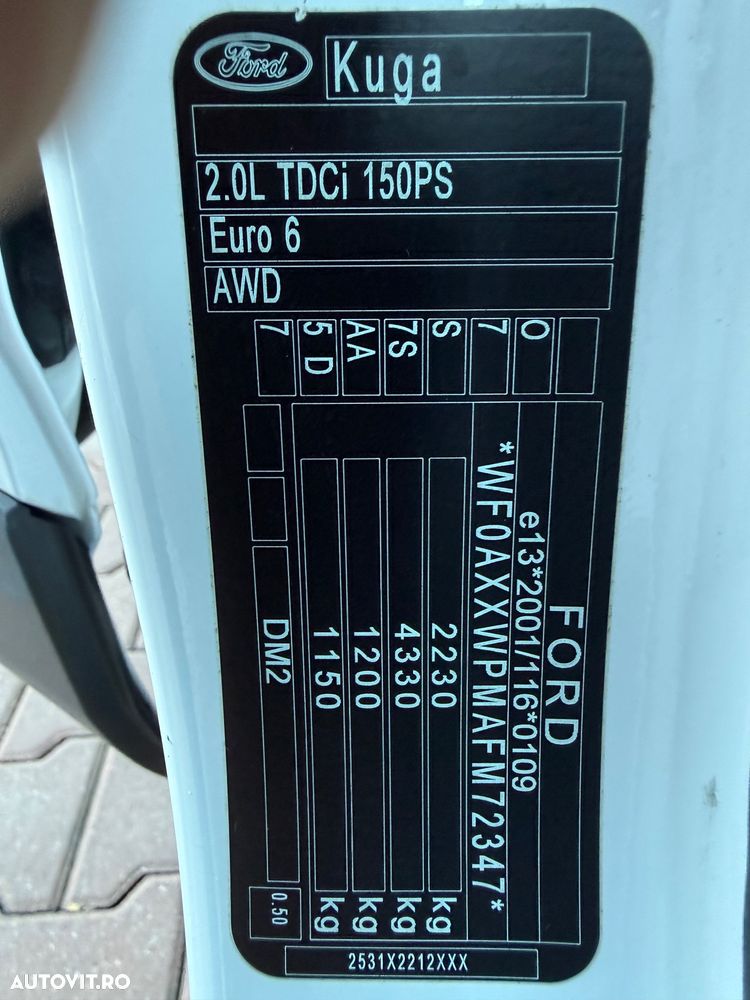 Ford
Kuga
2.0L TDCi 150PS
Euro 6
AWD
7
5 D
AA
7S
S
7
O
FORD
e13*2001/116*0109
*WF0AXXWPMAFM72347*
2230 kg
4330 kg
1200 kg
1150 kg
DM2
0.50
2531X2212XXX
AUTOVIT.RO